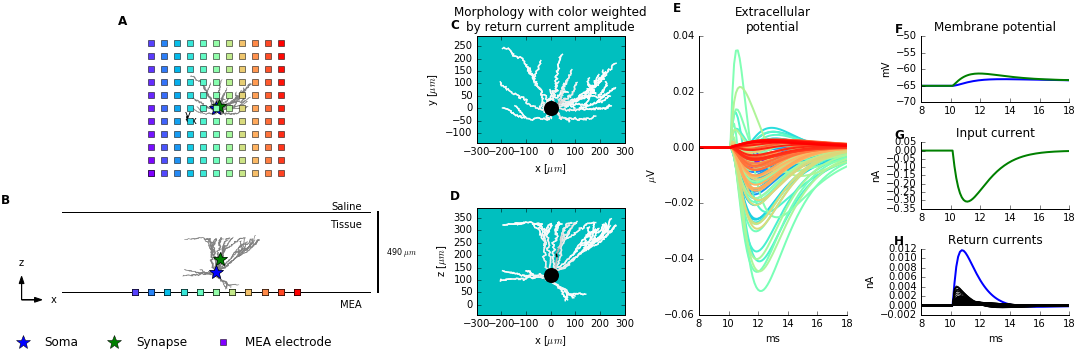 A
y
x
B
Saline
Tissue
490 μm
MEA
z
x
Soma
Synapse
MEA electrode
Morphology with color weighted
by return current amplitude
C
250
200
150
100
50
0
−50
−100
y [μm]
−300 −200 −100 0 100 200 300
x [μm]
D
350
300
250
200
150
100
50
0
z [μm]
−300 −200 −100 0 100 200 300
x [μm]
E
Extracellular
potential
0.04
0.02
0.00
−0.02
−0.04
−0.06
μV
8 10 12 14 16 18
ms
F
Membrane potential
−50
−55
−60
−65
−70
mV
8 10 12 14 16 18
G
Input current
0.05
0.00
−0.05
−0.10
−0.15
−0.20
−0.25
−0.30
−0.35
nA
8 10 12 14 16 18
H
Return currents
0.012
0.010
0.008
0.006
0.004
0.002
0.000
−0.002
nA
8 10 12 14 16 18
ms